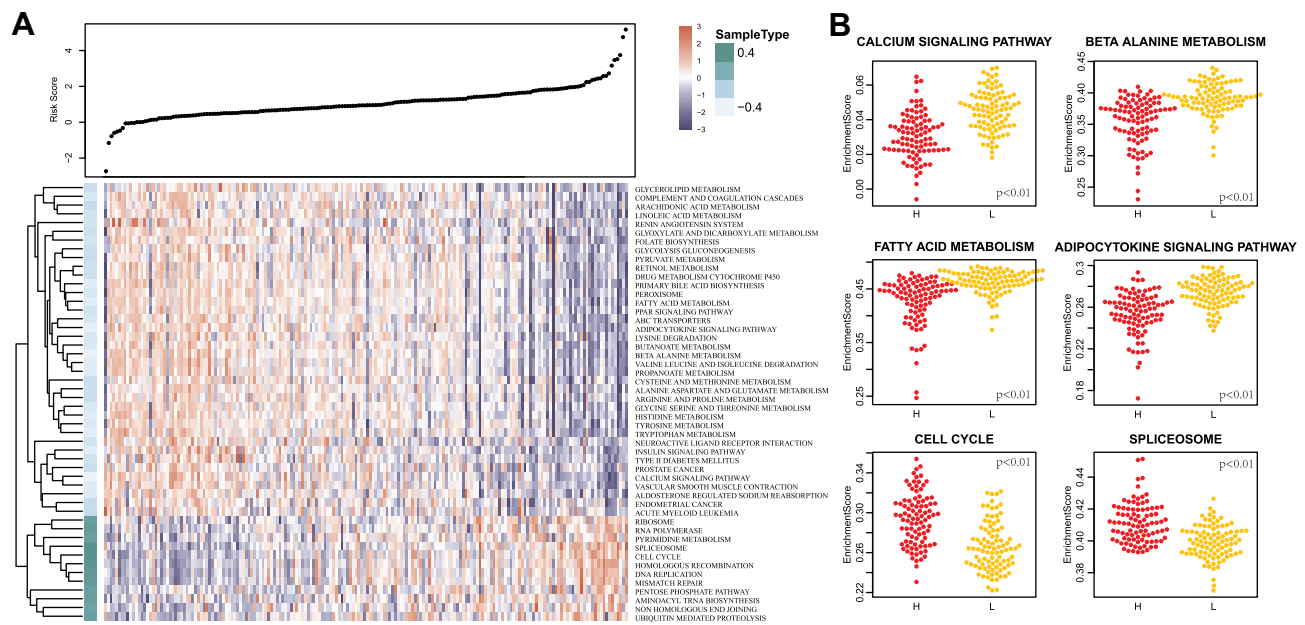 A
Risk Score
4
2
0
−2
3
2
1
0
−1
−2
−3
SampleType
0.4
−0.4
GLYCEROLIPID METABOLISM
COMPLEMENT AND COAGULATION CASCADES
ARACHIDONIC ACID METABOLISM
LINOLEIC ACID METABOLISM
RENIN ANGIOTENSIN SYSTEM
GLYOXYLATE AND DICARBOXYLATE METABOLISM
FOLATE BIOSYNTHESIS
GLYCOLYSIS GLUCONEOGENESIS
PYRUVATE METABOLISM
RETINOL METABOLISM
DRUG METABOLISM CYTOCHROME P450
PRIMARY BILE ACID BIOSYNTHESIS
PEROXISOME
FATTY ACID METABOLISM
PPAR SIGNALING PATHWAY
ABC TRANSPORTERS
ADIPOCYTOKINE SIGNALING PATHWAY
LYSINE DEGRADATION
BUTANOATE METABOLISM
BETA ALANINE METABOLISM
VALINE LEUCINE AND ISOLEUCINE DEGRADATION
PROPANOATE METABOLISM
CYSTEINE AND METHIONINE METABOLISM
ALANINE ASPARTATE AND GLUTAMATE METABOLISM
ARGININE AND PROLINE METABOLISM
GLYCINE SERINE AND THREONINE METABOLISM
HISTIDINE METABOLISM
TYROSINE METABOLISM
TRYPTOPHAN METABOLISM
NEUROACTIVE LIGAND RECEPTOR INTERACTION
INSULIN SIGNALING PATHWAY
TYPE II DIABETES MELLITUS
PROSTATE CANCER
CALCIUM SIGNALING PATHWAY
VASCULAR SMOOTH MUSCLE CONTRACTION
ALDOSTERONE REGULATED SODIUM REABSORPTION
ENDOMETRIAL CANCER
ACUTE MYELOID LEUKEMIA
RIBOSOME
RNA POLYMERASE
PYRIMIDINE METABOLISM
SPLICEOSOME
CELL CYCLE
HOMOLOGOUS RECOMBINATION
DNA REPLICATION
MISMATCH REPAIR
PENTOSE PHOSPHATE PATHWAY
AMINOACYL TRNA BIOSYNTHESIS
NON HOMOLOGOUS END JOINING
UBIQUITIN MEDIATED PROTEOLYSIS
B
CALCIUM SIGNALING PATHWAY
EnrichmentScore
0.06
0.04
0.02
0.00
p<0.01
H L
BETA ALANINE METABOLISM
EnrichmentScore
0.45
0.40
0.35
0.30
0.25
p<0.01
H L
FATTY ACID METABOLISM
EnrichmentScore
0.45
0.35
0.25
p<0.01
H L
ADIPOCYTOKINE SIGNALING PATHWAY
EnrichmentScore
0.3
0.26
0.22
0.18
p<0.01
H L
CELL CYCLE
EnrichmentScore
0.34
0.30
0.26
0.22
p<0.01
H L
SPLICEOSOME
EnrichmentScore
0.44
0.42
0.40
0.38
p<0.01
H L